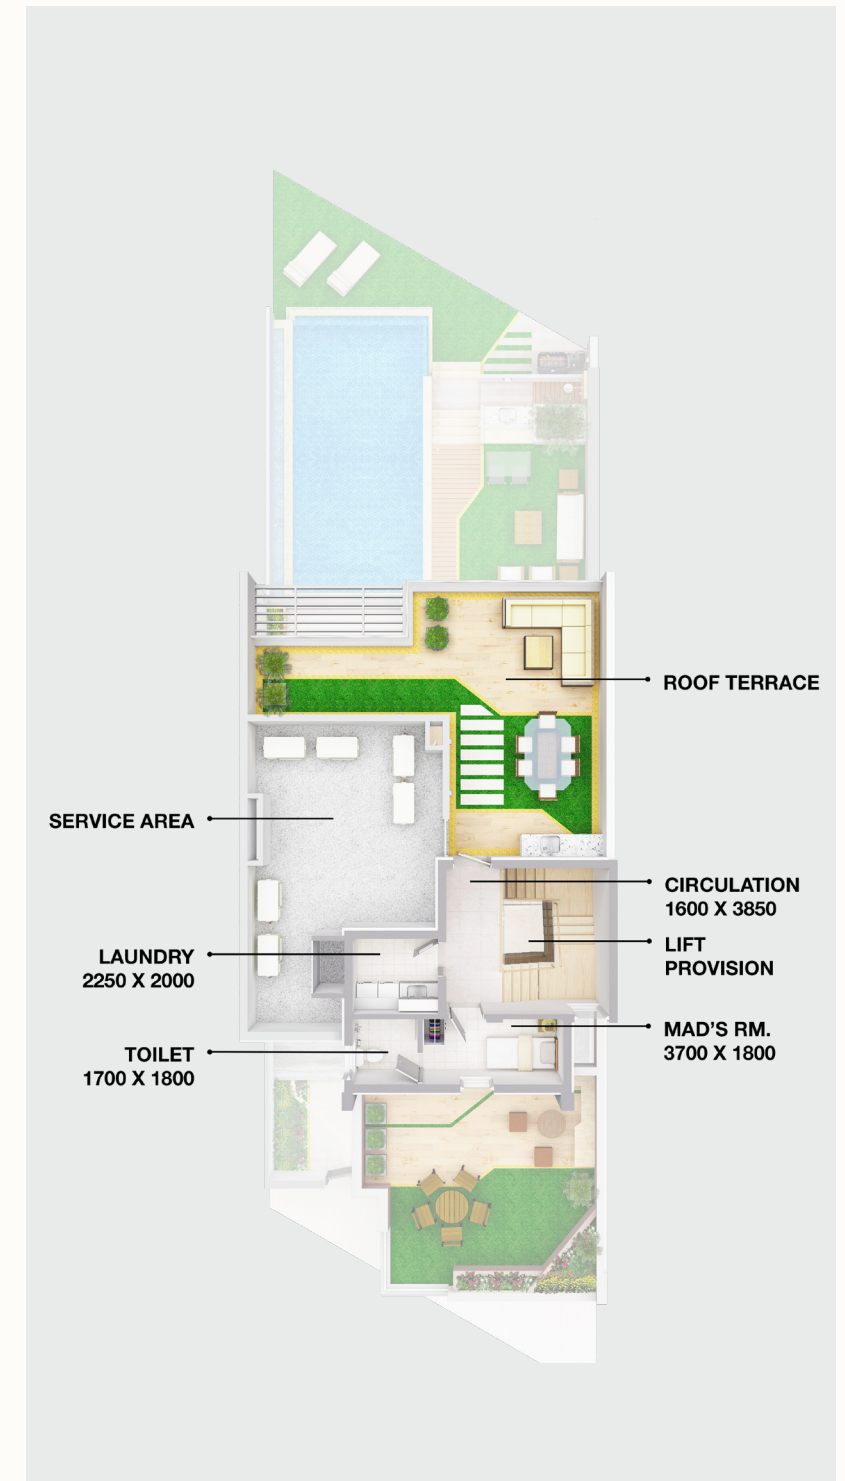 ROOF TERRACE
SERVICE AREA
CIRCULATION
1600 X 3850
LIFT
PROVISION
LAUNDRY
2250 X 2000
MAD'S RM.
3700 X 1800
TOILET
1700 X 1800